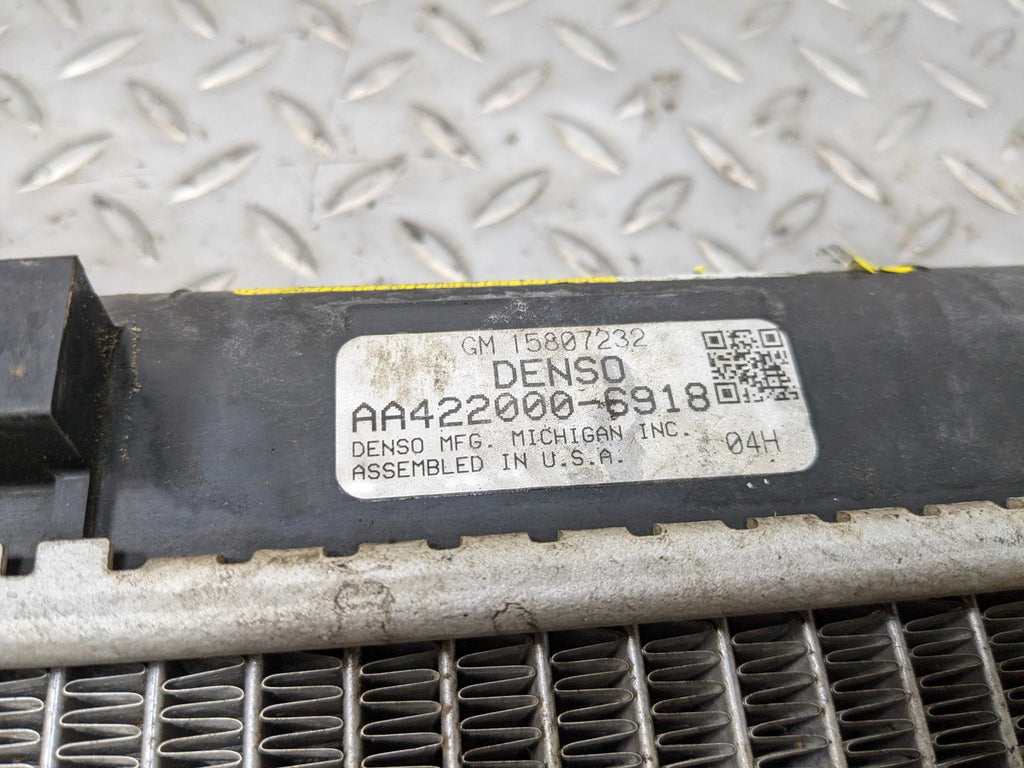 GM 15807232
DENSO
AA422000-6918
DENSO MFG. MICHIGAN INC.
ASSEMBLED IN U.S.A.
04H